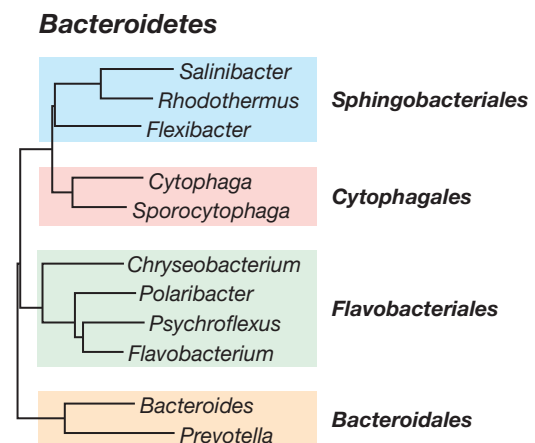 Bacteroidetes
Salinibacter
Rhodothermus
Sphingobacteriales
Flexibacter
Cytophaga
Cytophagales
Sporocytophaga
Chryseobacterium
Polaribacter
Flavobacteriales
Psychroflexus
Flavobacterium
Bacteroides
Bacteroidales
Prevotella